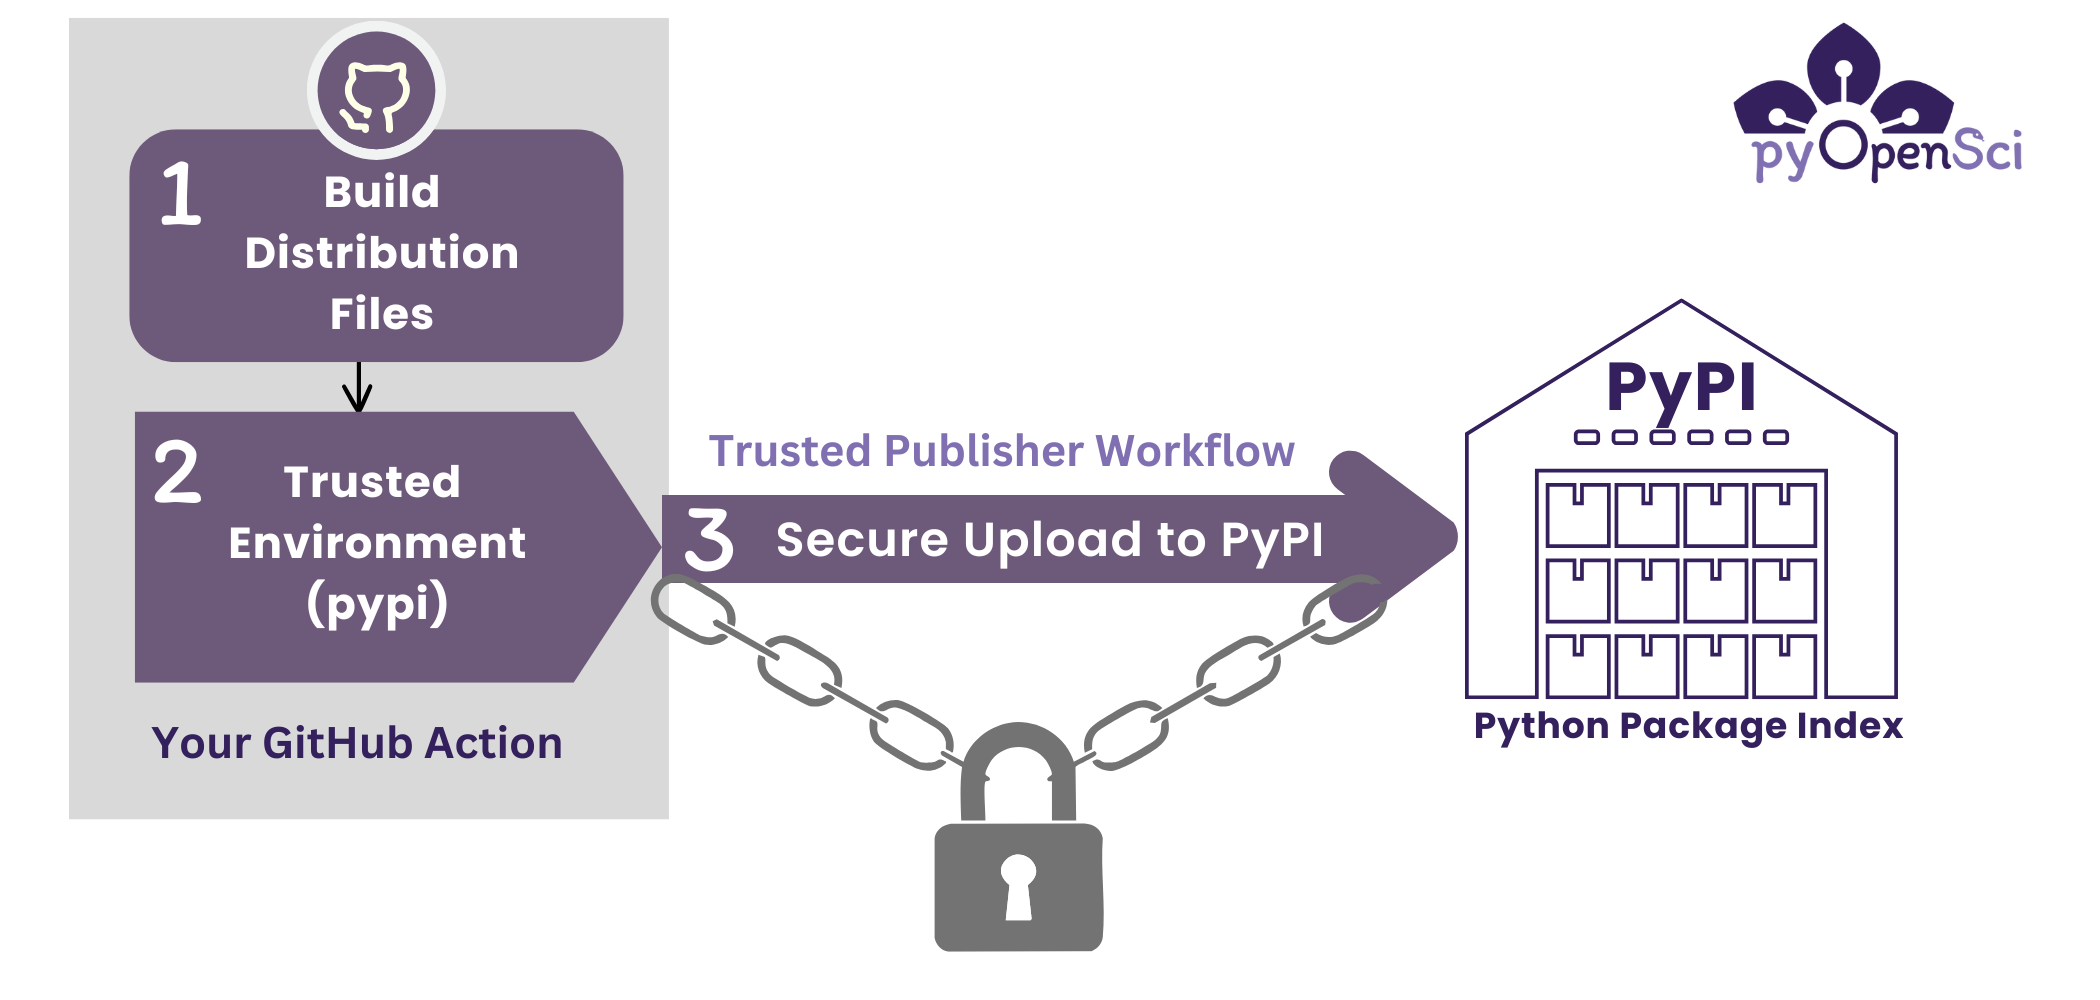 1
Build
Distribution
Files
2
Trusted
Environment
(pypi)
Your GitHub Action
Trusted Publisher Workflow
3 Secure Upload to PyPI
pyOpenSci
PyPI
Python Package Index